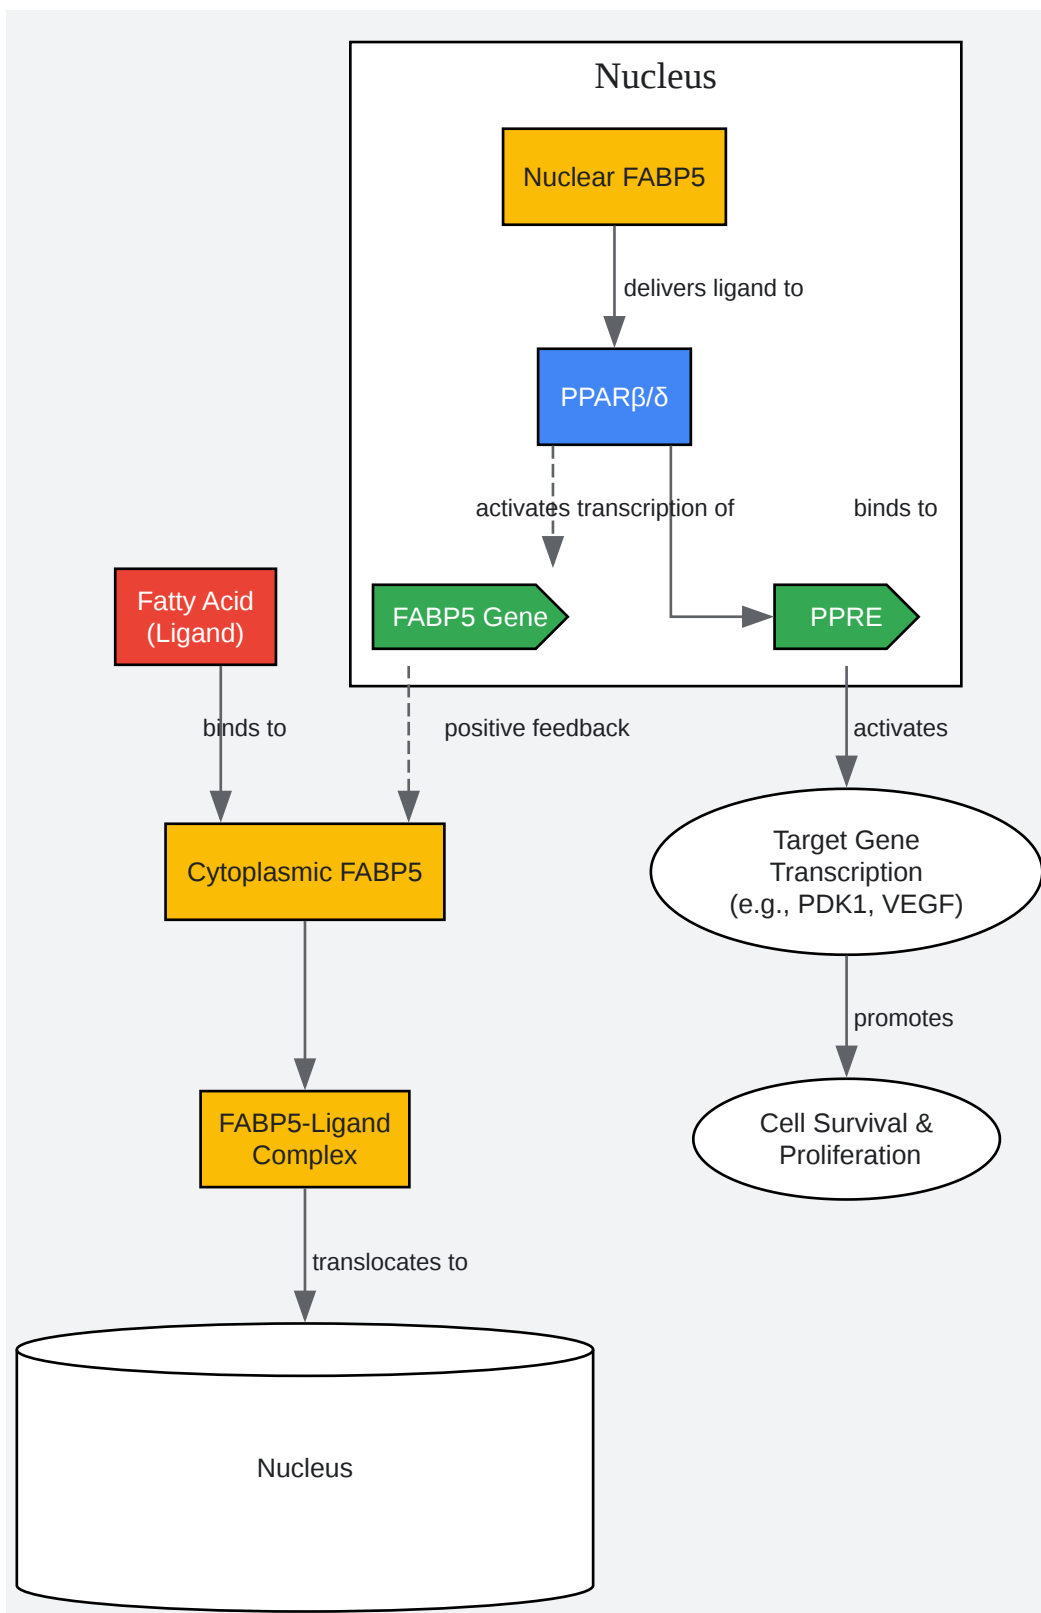 Nucleus
Nuclear FABP5
delivers ligand to
PPARβ/δ
activates transcription of
binds to
Fatty Acid
(Ligand)
FABP5 Gene
PPRE
binds to
positive feedback
activates
Cytoplasmic FABP5
Target Gene
Transcription
(e.g., PDK1, VEGF)
promotes
FABP5-Ligand
Complex
Cell Survival &
Proliferation
translocates to
Nucleus